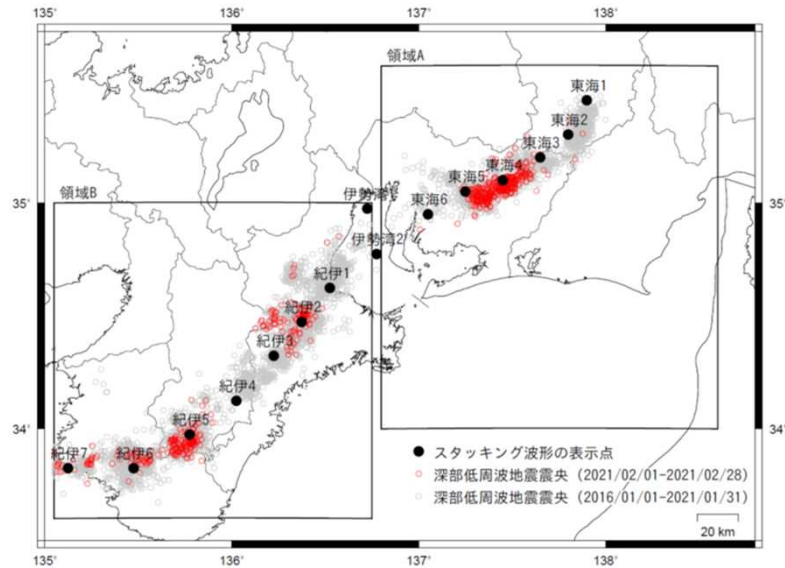 135° 136° 137° 138°
領域A
東海1
東海2
東海3
東海4
東海5
東海6
35° 35°
領域B
伊勢湾1
伊勢湾2
紀伊1
紀伊2
紀伊3
紀伊4
紀伊5
紀伊6
紀伊7
34° 34°
スタッキング波形の表示点
深部低周波地震震央（2021/02/01-2021/02/28）
深部低周波地震震央（2016/01/01-2021/01/31）
20 km
135° 136° 137° 138°